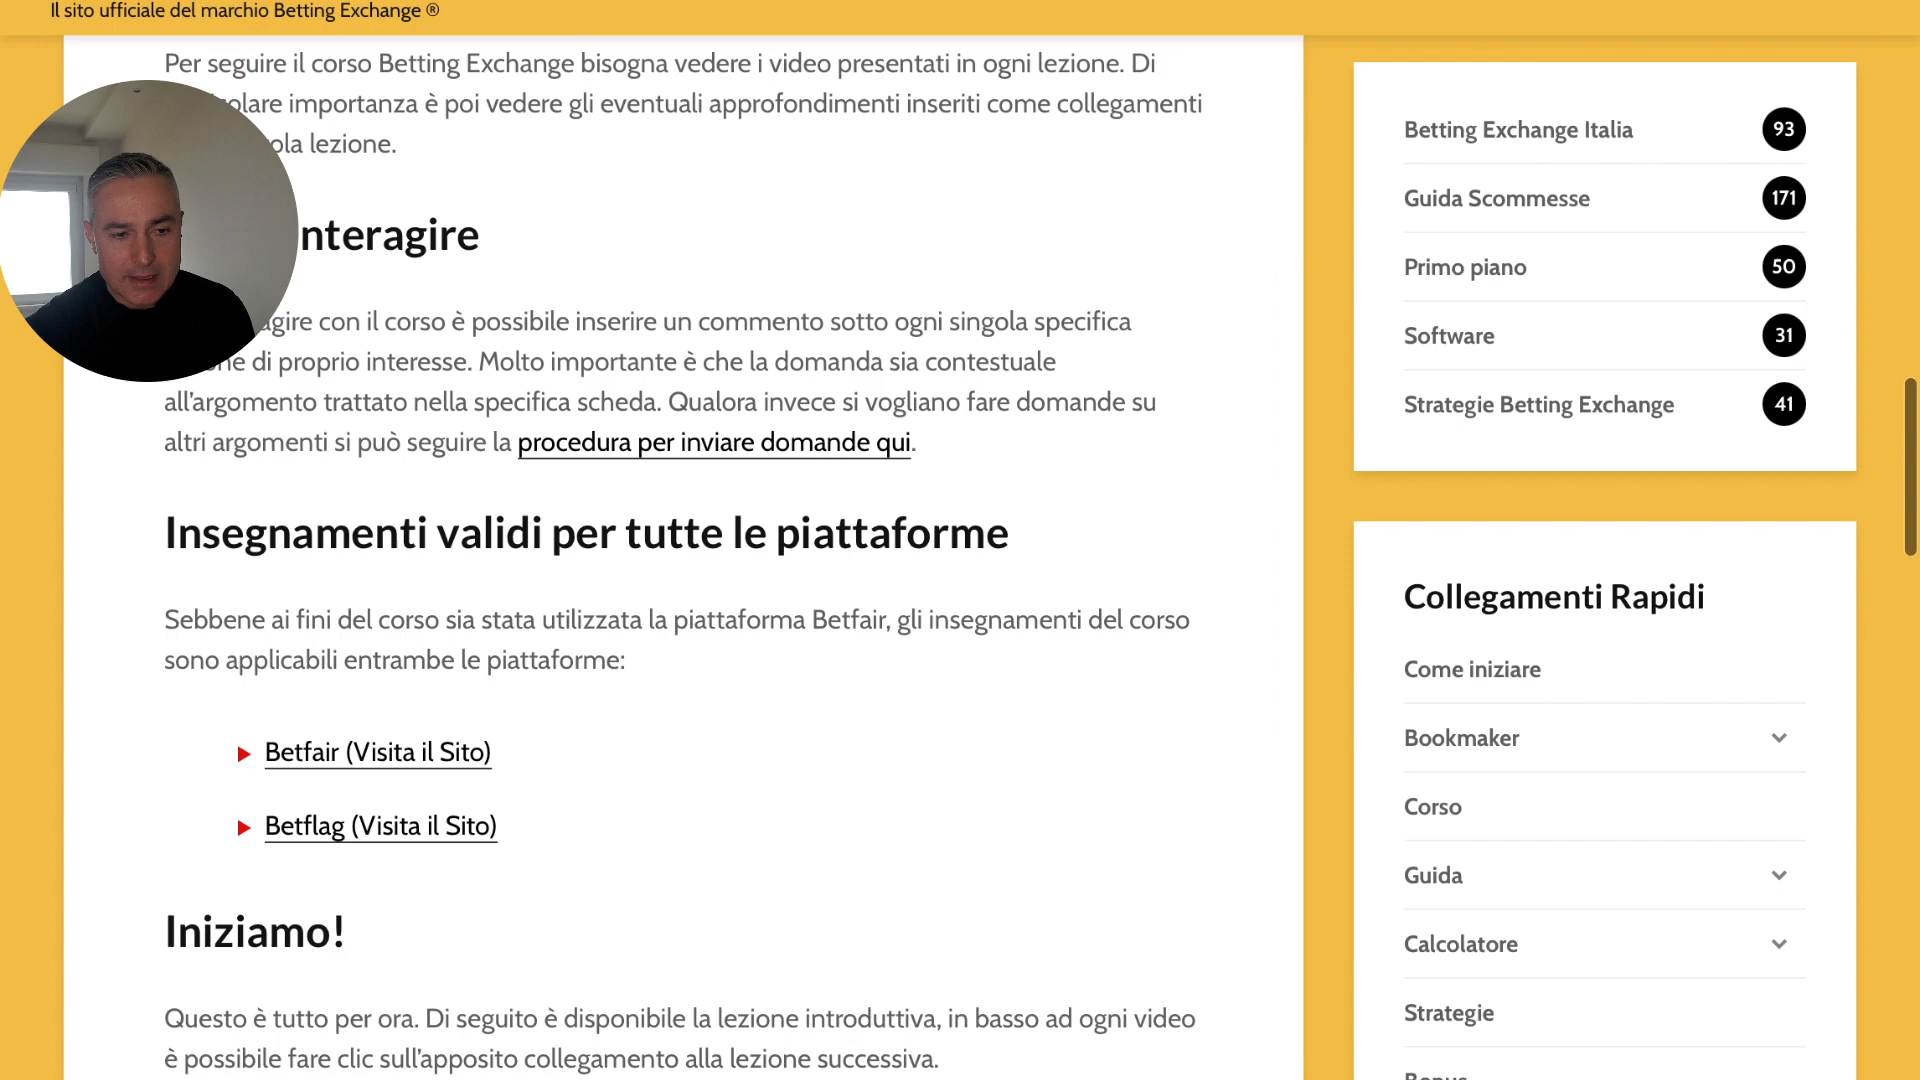 Il sito ufficiale del marchio Betting Exchange ®
Per seguire il corso Betting Exchange bisogna vedere i video presentati in ogni lezione. Di
olare importanza è poi vedere gli eventuali approfondimenti inseriti come collegamenti
ola lezione.
nteragire
agire con il corso è possibile inserire un commento sotto ogni singola specifica
ne di proprio interesse. Molto importante è che la domanda sia contestuale
all’argomento trattato nella specifica scheda. Qualora invece si vogliano fare domande su
altri argomenti si può seguire la procedura per inviare domande qui.
Insegnamenti validi per tutte le piattaforme
Sebbene ai fini del corso sia stata utilizzata la piattaforma Betfair, gli insegnamenti del corso
sono applicabili entrambe le piattaforme:
Betfair (Visita il Sito)
Betflag (Visita il Sito)
Iniziamo!
Questo è tutto per ora. Di seguito è disponibile la lezione introduttiva, in basso ad ogni video
è possibile fare clic sull’apposito collegamento alla lezione successiva.
Betting Exchange Italia 93
Guida Scommesse 171
Primo piano 50
Software 31
Strategie Betting Exchange 41
Collegamenti Rapidi
Come iniziare
Bookmaker
Corso
Guida
Calcolatore
Strategie